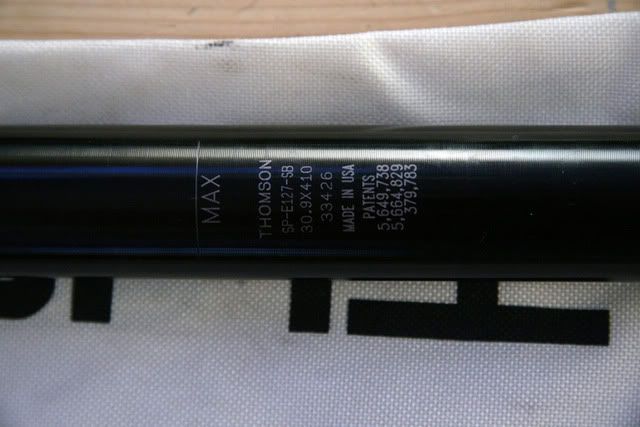 MAX
THOMSON
SP-E127-SB
30.9X410
33426
MADE IN USA
PATENTS
5,649,738
5,664,829
379,783